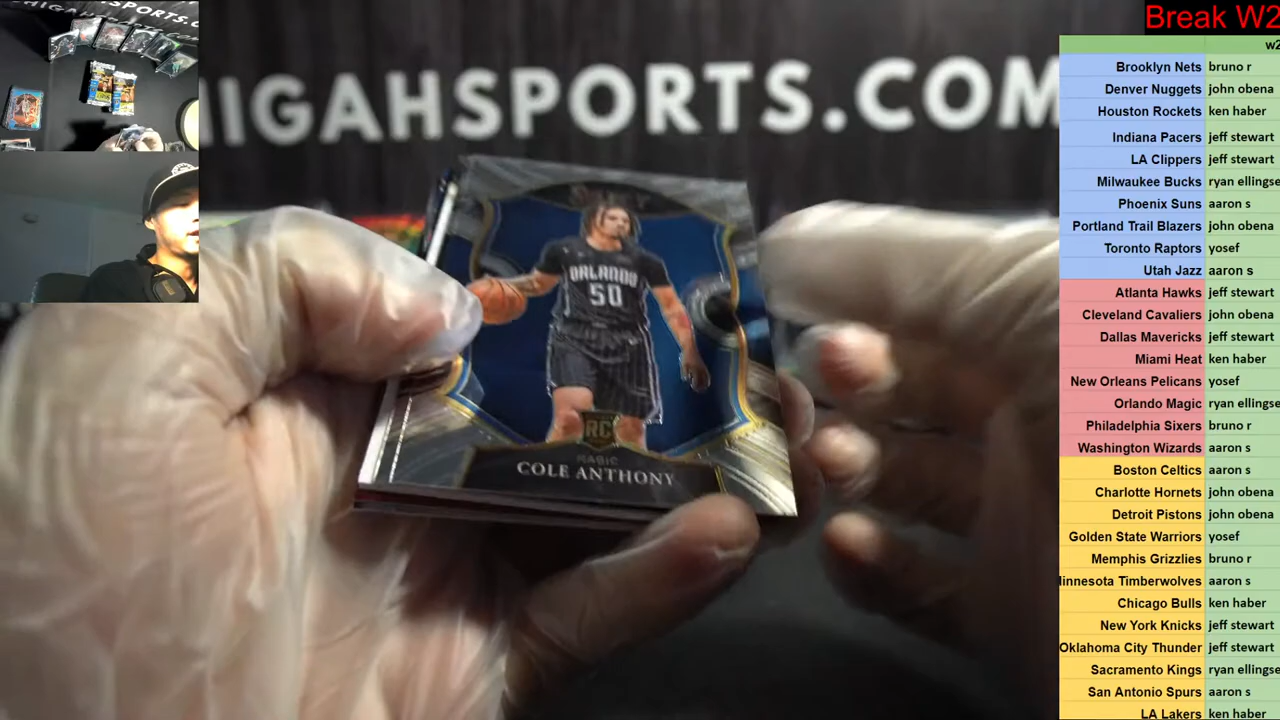 SPORTS.COM
HIGAHSPORTS.COM
Break W2
w2
Brooklyn Nets bruno r
Denver Nuggets john obena
Houston Rockets ken haber
Indiana Pacers jeff stewart
LA Clippers jeff stewart
Milwaukee Bucks ryan ellingse
Phoenix Suns aaron s
Portland Trail Blazers john obena
Toronto Raptors yosef
Utah Jazz aaron s
Atlanta Hawks jeff stewart
Cleveland Cavaliers john obena
Dallas Mavericks jeff stewart
Miami Heat ken haber
New Orleans Pelicans yosef
Orlando Magic ryan ellingse
Philadelphia Sixers bruno r
Washington Wizards aaron s
Boston Celtics aaron s
Charlotte Hornets john obena
Detroit Pistons john obena
Golden State Warriors yosef
Memphis Grizzlies bruno r
innesota Timberwolves aaron s
Chicago Bulls ken haber
New York Knicks jeff stewart
Oklahoma City Thunder jeff stewart
Sacramento Kings ryan ellingse
San Antonio Spurs aaron s
LA Lakers ken haber
ORLANDO
50
RC
MAGIC
COLE ANTHONY